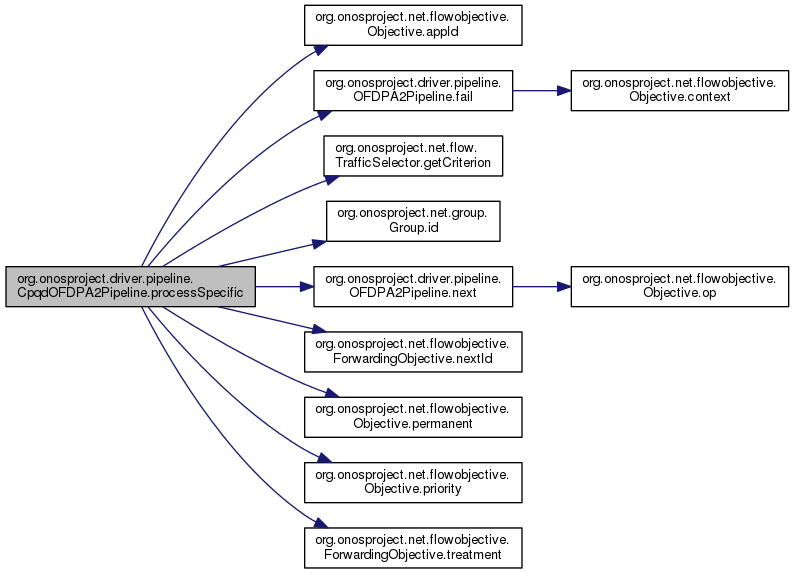 org.onosproject.net.flowobjective.
Objective.appId
org.onosproject.driver.pipeline.
OFDPA2Pipeline.fail
org.onosproject.net.flowobjective.
Objective.context
org.onosproject.net.flow.
TrafficSelector.getCriterion
org.onosproject.net.group.
Group.id
org.onosproject.driver.pipeline.
CpqdOFDPA2Pipeline.processSpecific
org.onosproject.driver.pipeline.
OFDPA2Pipeline.next
org.onosproject.net.flowobjective.
Objective.op
org.onosproject.net.flowobjective.
ForwardingObjective.nextId
org.onosproject.net.flowobjective.
Objective.permanent
org.onosproject.net.flowobjective.
Objective.priority
org.onosproject.net.flowobjective.
ForwardingObjective.treatment